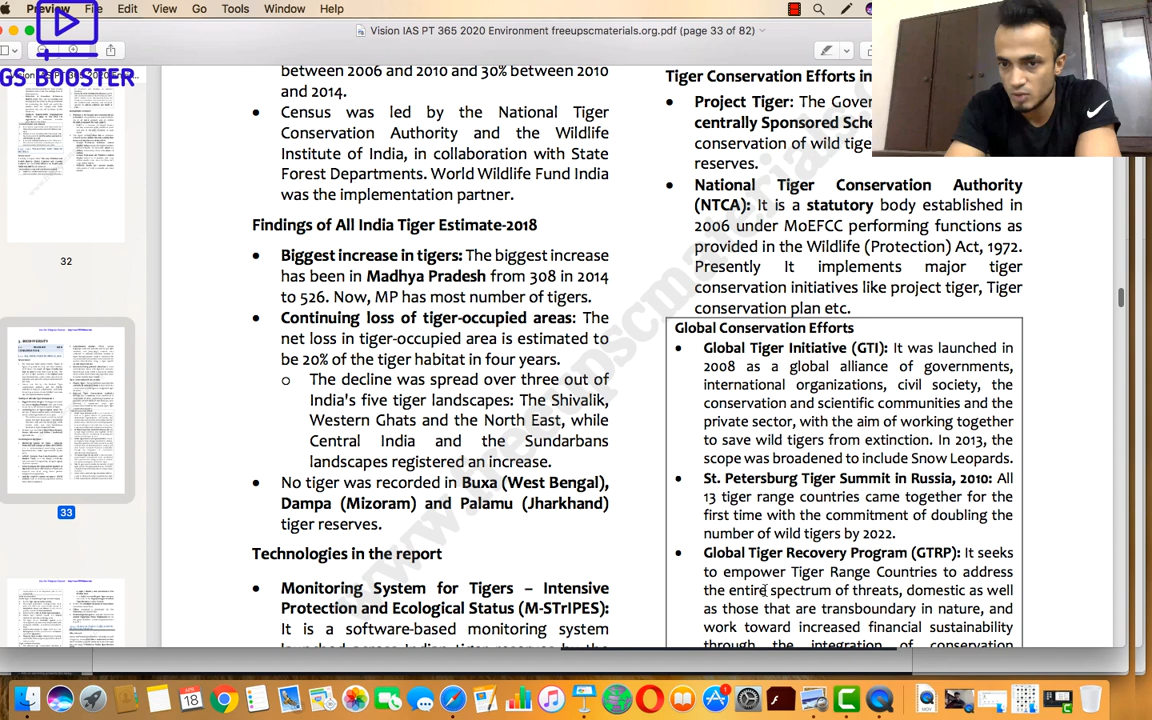 Preview File Edit View Go Tools Window Help
Vision IAS PT 365 2020 Environment freeupscmaterials.org.pdf (page 33 of 82)
GS BOOSTER
32
33
between 2006 and 2010 and 30% between 2010
and 2014.
• Census was led by the National Tiger
Conservation Authority and the Wildlife
Institute of India, in collaboration with State
Forest Departments. World Wildlife Fund India
was the implementation partner.
Findings of All India Tiger Estimate-2018
• Biggest increase in tigers: The biggest increase
has been in Madhya Pradesh from 308 in 2014
to 526. Now, MP has most number of tigers.
• Continuing loss of tiger-occupied areas: The
net loss in tiger-occupied area is estimated to
be 20% of the tiger habitat in four years.
o The decline was spread over three out of
India's five tiger landscapes. The Shivalik,
Western Ghats and the North East, while
Central India and the Sundarbans
landscapes registered an increase.
• No tiger was recorded in Buxa (West Bengal),
Dampa (Mizoram) and Palamu (Jharkhand)
tiger reserves.
Technologies in the report
• Monitoring System for Tigers – Intensive
Protection and Ecological Status (M-STrIPES):
It is a software-based monitoring system
launched across Indian tiger reserves by the
Tiger Conservation Efforts in
• Project Tiger: The Gover
centrally Sponsored Sche
conservation of wild tige
reserves.
• National Tiger Conservation Authority
(NTCA): It is a statutory body established in
2006 under MoEFCC performing functions as
provided in the Wildlife (Protection) Act, 1972.
Presently It implements major tiger
conservation initiatives like project tiger, Tiger
conservation plan etc.
Global Conservation Efforts
• Global Tiger Initiative (GTI): It was launched in
2008 as a global alliance of governments,
international organizations, civil society, the
conservation and scientific communities and the
private sector, with the aim of working together
to save wild tigers from extinction. In 2013, the
scope was broadened to include Snow Leopards.
• St. Petersburg Tiger Summit in Russia, 2010: All
13 tiger range countries came together for the
first time with the commitment of doubling the
number of wild tigers by 2022.
• Global Tiger Recovery Program (GTRP): It seeks
to empower Tiger Range Countries to address
the entire spectrum of threats, domestic as well
as those that are transboundary in nature, and
work toward increased financial sustainability
through the integration of conservation
www.freeupscmaterials.org
APR
18